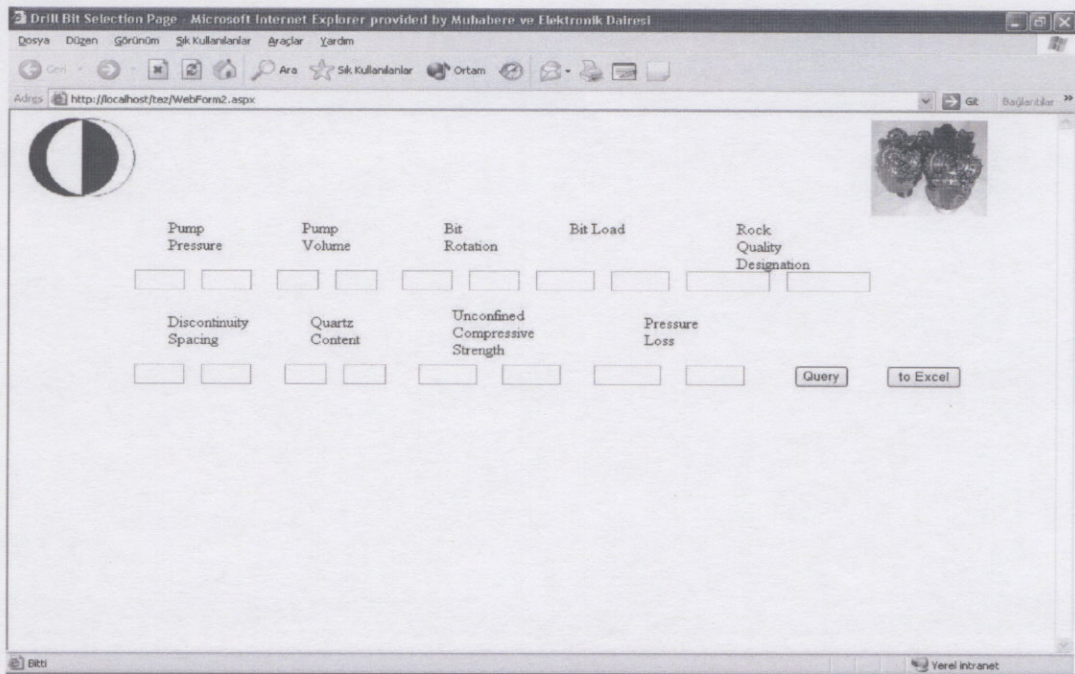 Drill Bit Selection Page - Microsoft Internet Explorer provided by Muhabere ve Elektronik Dairesi
Dosya Düzen Görünüm Sık Kullanılanlar Araçlar Yardım
Geri Ara Sık Kullanılanlar Ortam
Adres http://localhost/tez/WebForm2.aspx Git Bağlantılar »
Pump Pump Bit Bit Load Rock
Pressure Volume Rotation Quality
Designation
Discontinuity Quartz Unconfined Pressure
Spacing Content Compressive Loss
Strength
Query to Excel
Bitti Yerel intranet